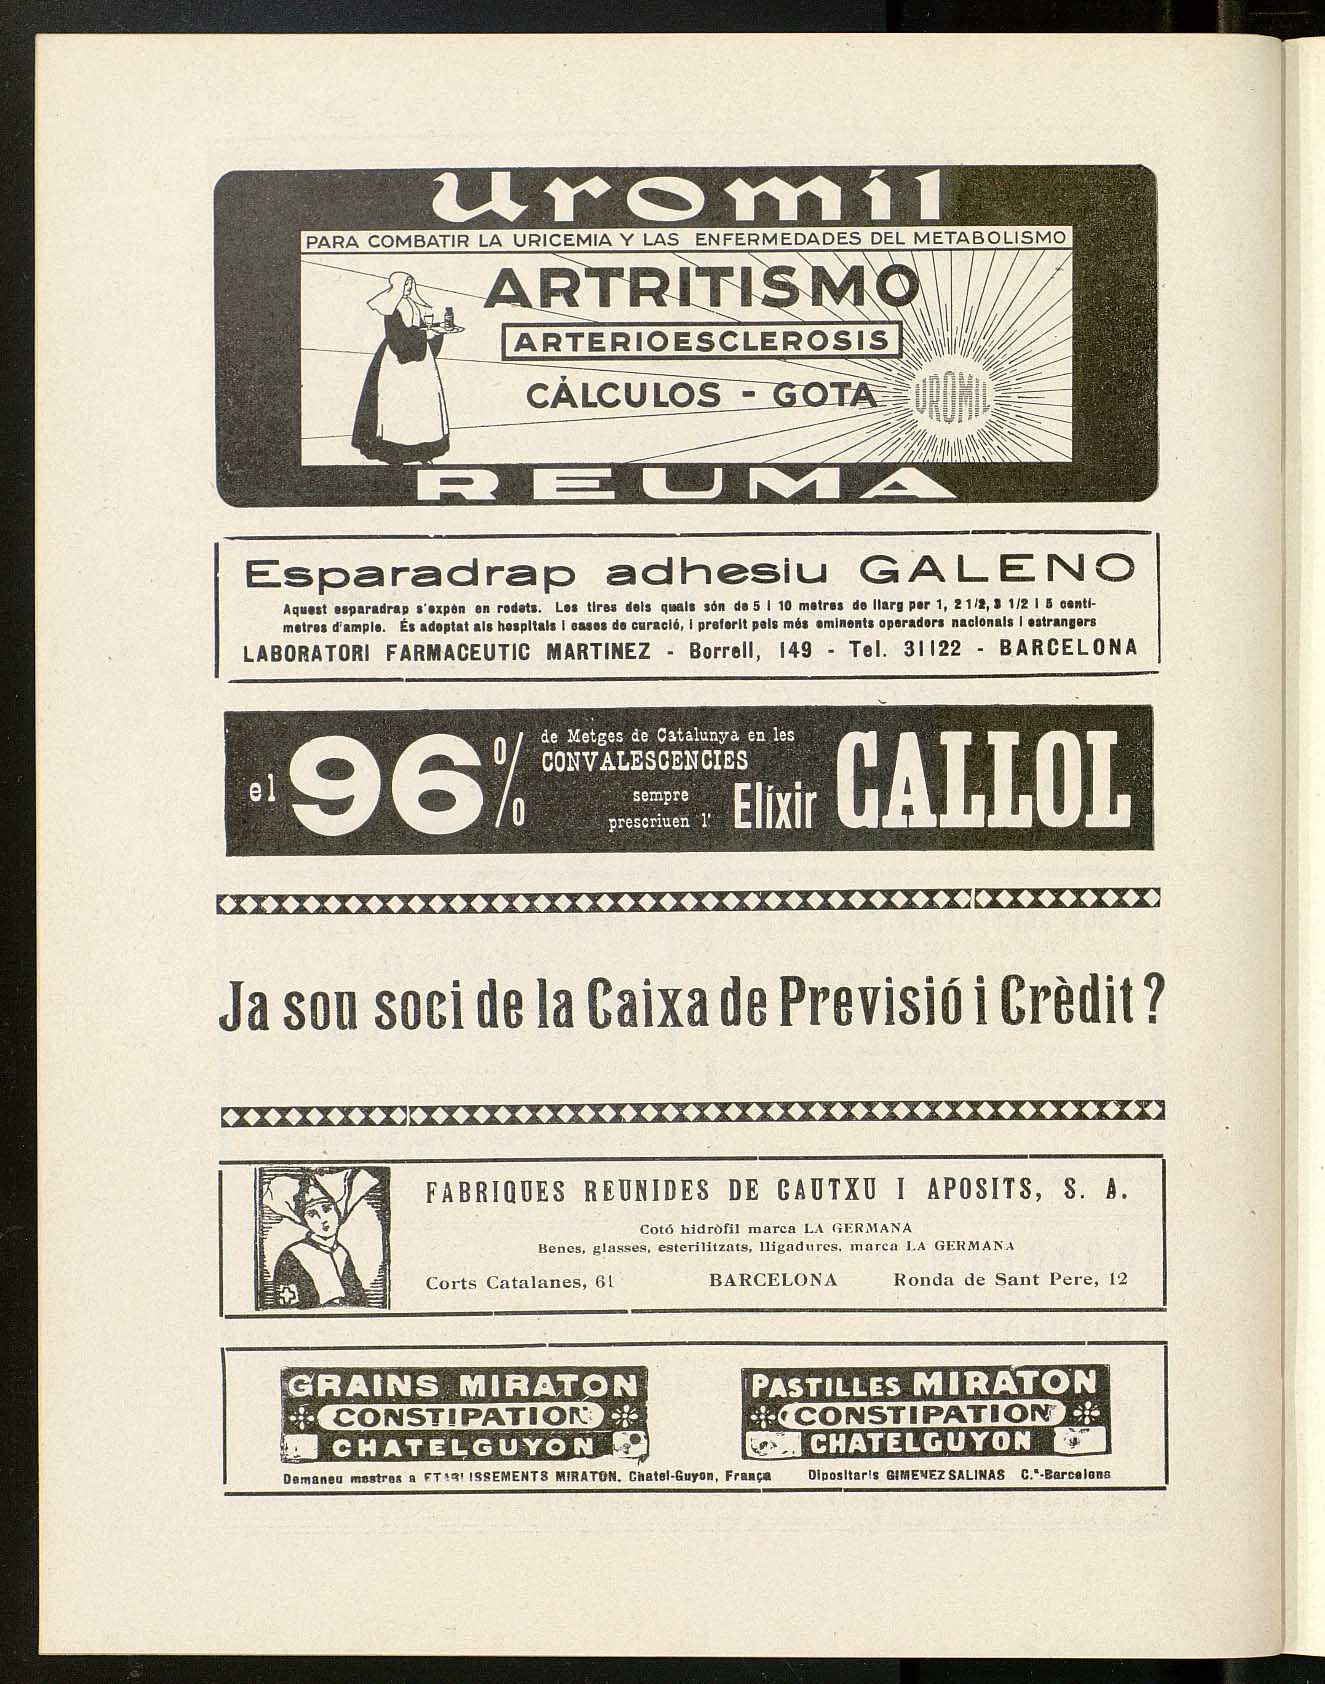 uromil
PARA COMBATIR LA URICEMIA Y LAS ENFERMEDADES DEL METABOLISMO
ARTRITISMO
ARTERIOESCLEROSIS
CÁLCULOS - GOTA
UROMIL
REUMA
Esparadrap adhesiu GALENO
Aquest esparadrap s'expèn en rodets. Les tires dels quals són de 5 i 10 metres de llarg per 1, 2 1/2, 3 1/2 i 5 centí-
metres d'ample. És adoptat als hospitals i cases de curació, i preferit pels més eminents operadors nacionals i estrangers
LABORATORI FARMACEUTIC MARTINEZ - Borrell, 149 - Tel. 31122 - BARCELONA
el 96 %
de Metges de Catalunya en les
CONVALESCENCIES
sempre
prescriuen l' Elíxir CALLOL
Ja sou soci de la Caixa de Previsió i Crèdit?
FABRIQUES REUNIDES DE CAUTXU I APOSITS, S. A.
Cotó hidròfil marca LA GERMANA
Benes, glasses, esterilitzats, lligadures, marca LA GERMANA
Corts Catalanes, 61 BARCELONA Ronda de Sant Pere, 12
GRAINS MIRATON
CONSTIPATION
CHATELGUYON
PASTILLES MIRATON
CONSTIPATION
CHATELGUYON
Demaneu mostres a ETABLISSEMENTS MIRATON. Chatel-Guyon, França Dipositaris GIMENEZ SALINAS C.ª-Barcelona